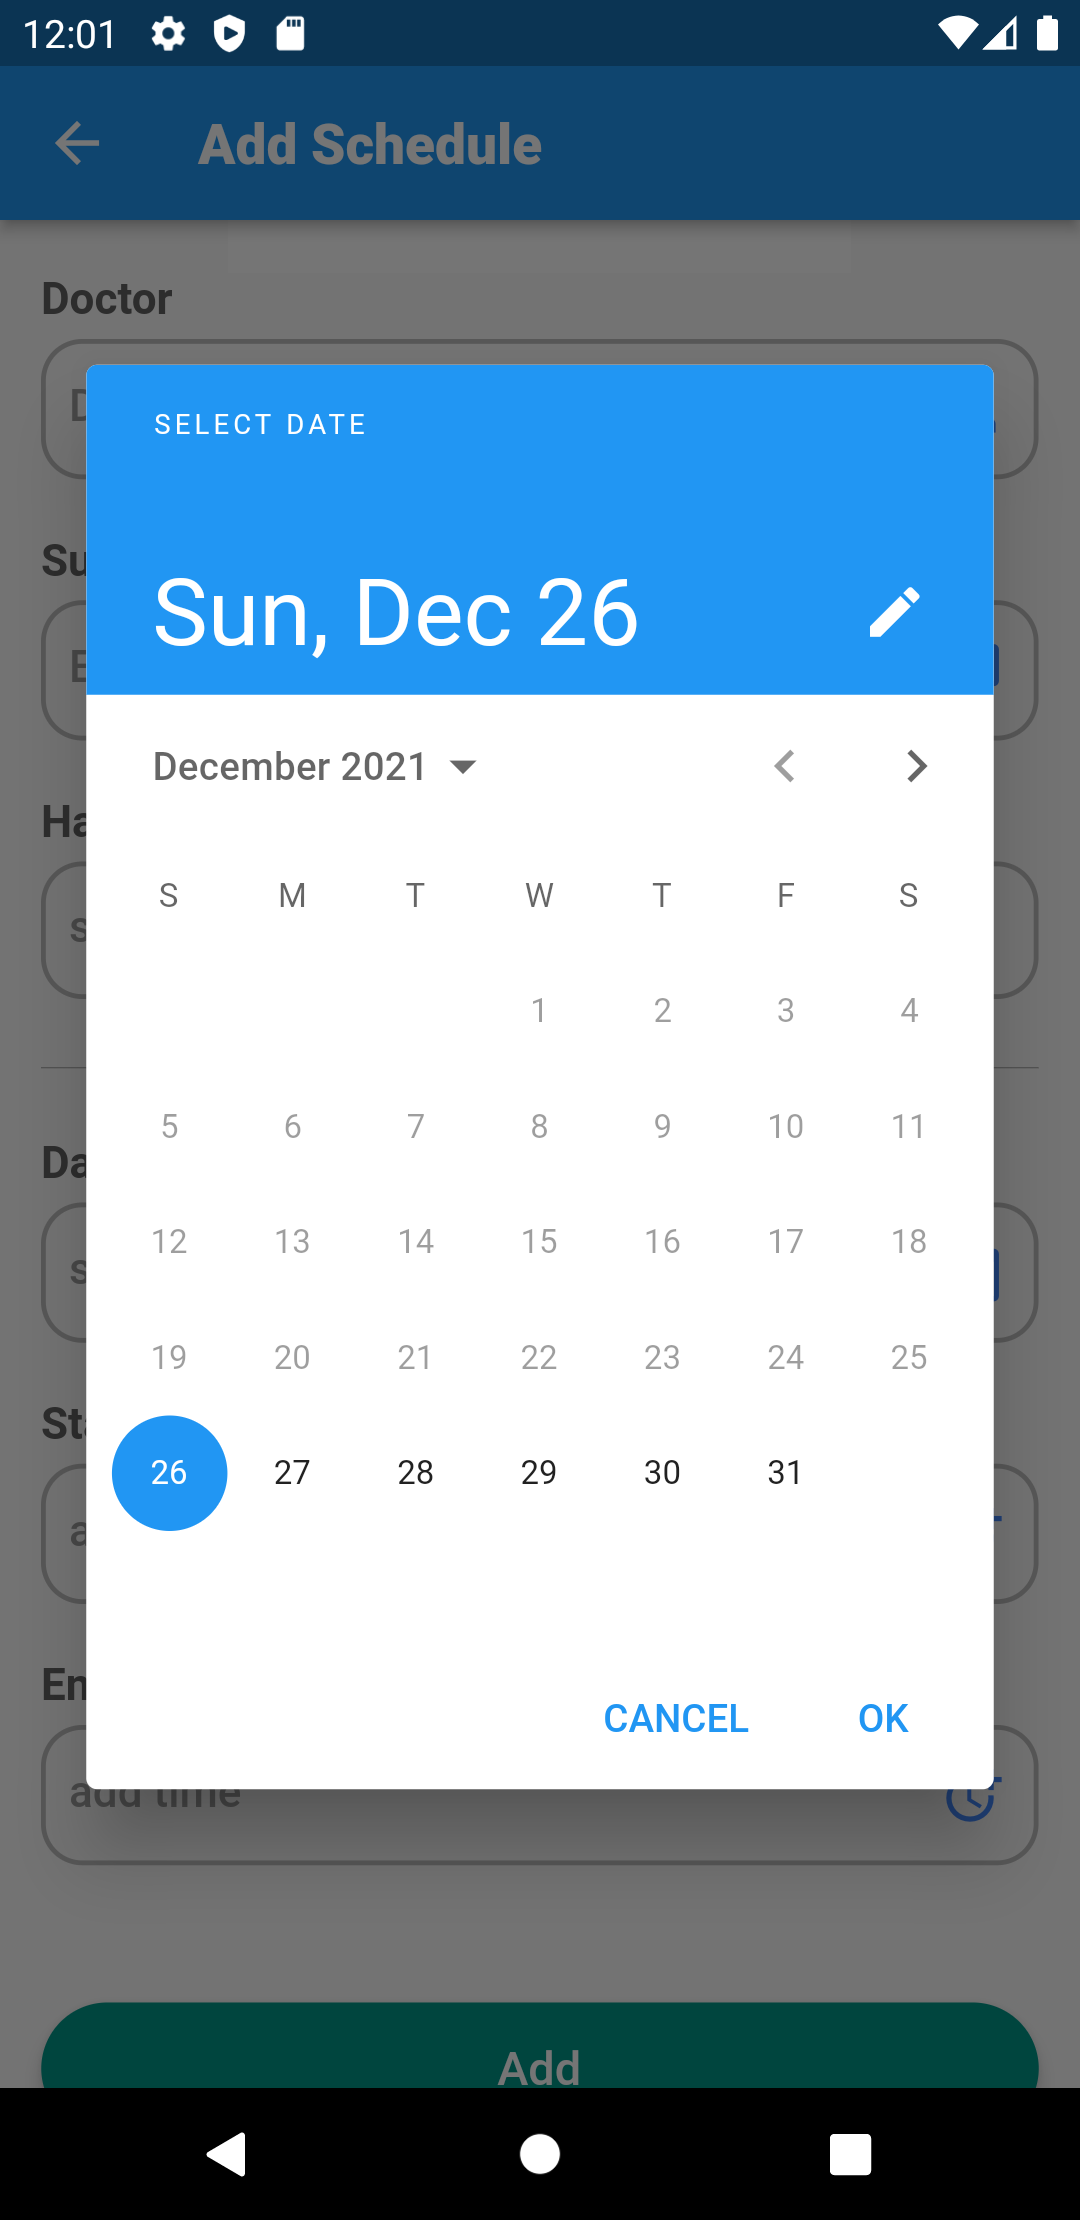 12:01
Add Schedule
Doctor
SELECT DATE
Sun, Dec 26
December 2021
S M T W T F S
1 2 3 4
5 6 7 8 9 10 11
12 13 14 15 16 17 18
19 20 21 22 23 24 25
26 27 28 29 30 31
CANCEL OK
add time
Add